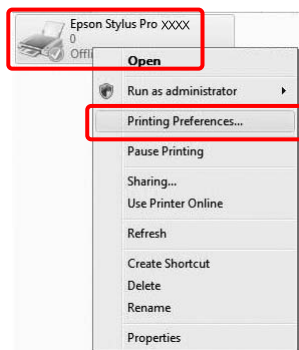 Epson Stylus Pro XXXX
0
Offli
Open
Run as administrator
Printing Preferences...
Pause Printing
Sharing...
Use Printer Online
Refresh
Create Shortcut
Delete
Rename
Properties